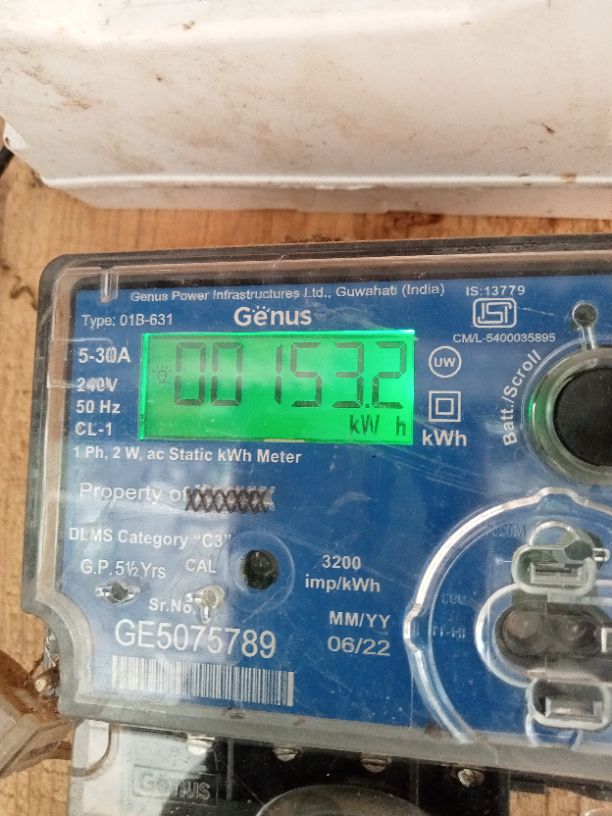 Genus Power Infrastructures Ltd., Guwahati (India)
IS:13779
Type: 01B-631
Genus
CM/L-5400035895
5-30A
00153.2
UW
240V
50 Hz
kW h
kWh
CL-1
Batt./Scroll
1 Ph, 2 W, ac Static kWh Meter
Property of XXXXXXX
DLMS Category "C3"
G.P. 5½ Yrs
CAL
3200
imp/kWh
Sr.No.
MM/YY
GE5075789
06/22
GENUS